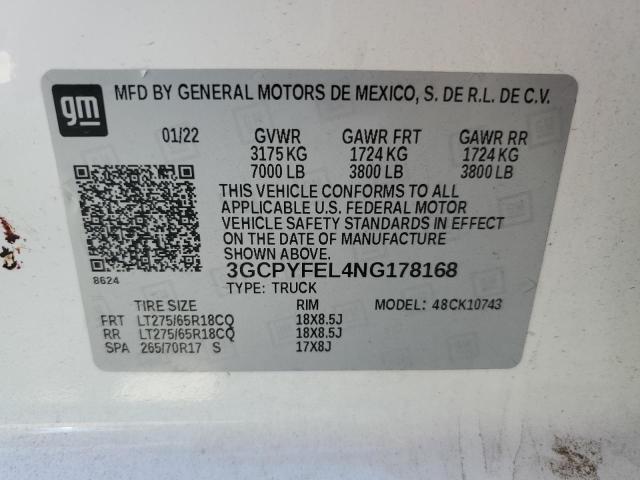 gm
MFD BY GENERAL MOTORS DE MEXICO, S. DE R.L. DE C.V.
01/22 GVWR GAWR FRT GAWR RR
3175 KG 1724 KG 1724 KG
7000 LB 3800 LB 3800 LB
THIS VEHICLE CONFORMS TO ALL
APPLICABLE U.S. FEDERAL MOTOR
VEHICLE SAFETY STANDARDS IN EFFECT
ON THE DATE OF MANUFACTURE
SHOWN ABOVE.
3GCPYFEL4NG178168
8624
TYPE: TRUCK
TIRE SIZE RIM MODEL: 48CK10743
FRT LT275/65R18CQ 18X8.5J
RR LT275/65R18CQ 18X8.5J
SPA 265/70R17 S 17X8J